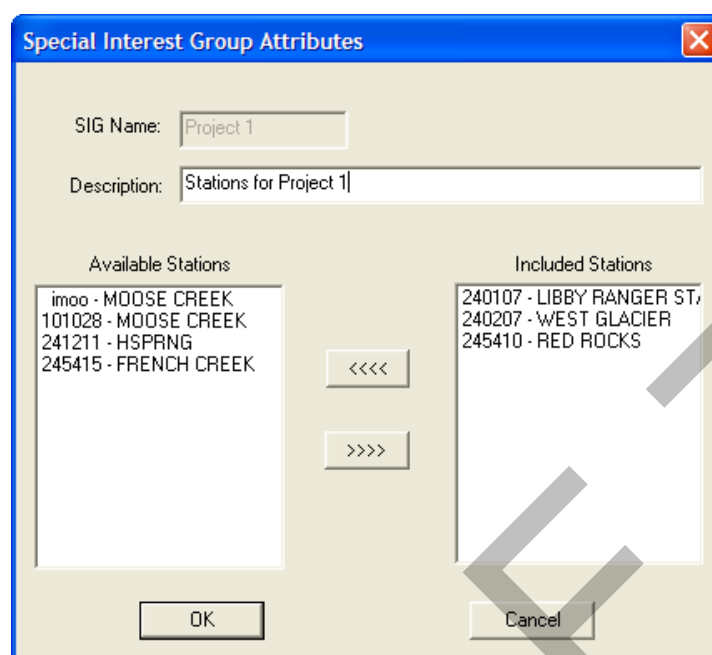 Special Interest Group Attributes
SIG Name: Project 1
Description: Stations for Project 1
Available Stations
imoo - MOOSE CREEK
101028 - MOOSE CREEK
241211 - HSPRNG
245415 - FRENCH CREEK
<<<<
>>>>
Included Stations
240107 - LIBBY RANGER STA
240207 - WEST GLACIER
245410 - RED ROCKS
OK
Cancel